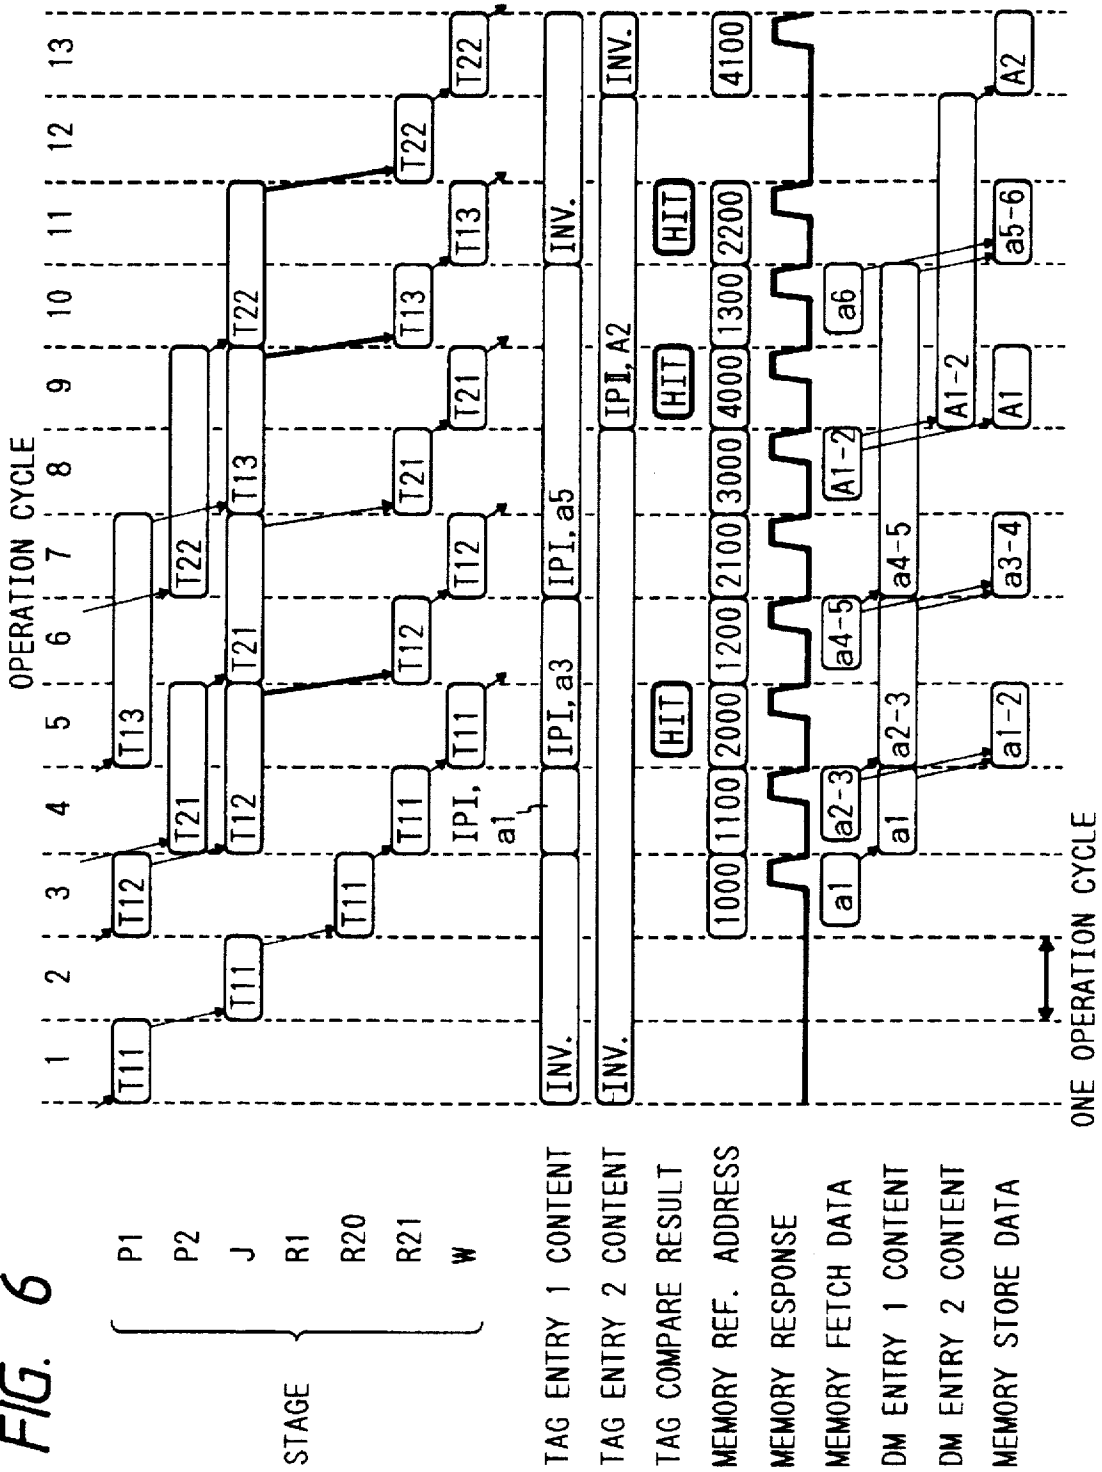 FIG. 6
OPERATION CYCLE
1 2 3 4 5 6 7 8 9 10 11 12 13
STAGE
P1 T11 T12 T13
P2 T21 T22
J T11 T12 T21 T13 T22
R1
R20 T11
R21 T11 T12 T21 T13 T22
W T11 T12 T21 T13 T22
TAG ENTRY 1 CONTENT INV. IPI, a1 IPI, a3 IPI, a5 INV.
TAG ENTRY 2 CONTENT INV. IPII, A2 INV.
TAG COMPARE RESULT HIT HIT HIT
MEMORY REF. ADDRESS 1000 1100 2000 1200 2100 3000 4000 1300 2200 4100
MEMORY RESPONSE
MEMORY FETCH DATA a1 a2-3 a4-5 A1-2 a6
DM ENTRY 1 CONTENT a1 a2-3 a4-5
DM ENTRY 2 CONTENT A1-2
MEMORY STORE DATA a1-2 a3-4 A1 a5-6 A2
ONE OPERATION CYCLE